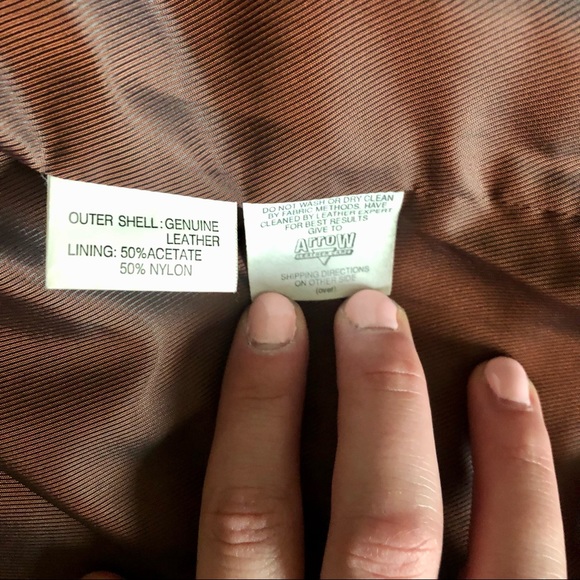 OUTER SHELL: GENUINE
LEATHER
LINING: 50%ACETATE
50% NYLON
DO NOT WASH OR DRY CLEAN
BY FABRIC METHODS. HAVE
CLEANED BY LEATHER EXPERT
FOR BEST RESULTS
GIVE TO
ARROW
SHIPPING DIRECTIONS
ON OTHER SIDE
(over)